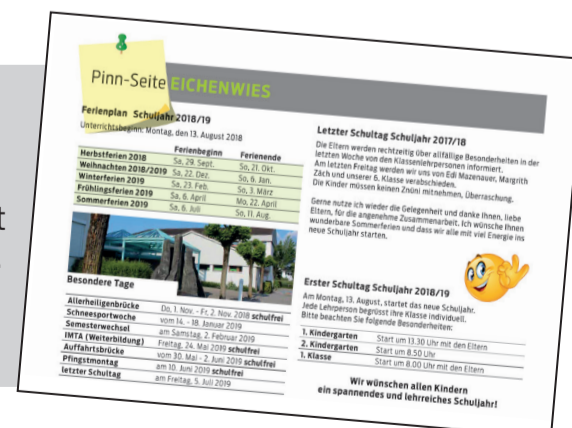 t
Pinn-Seite EICHENWIES
Ferienplan Schuljahr 2018/19
Unterrichtsbeginn: Montag, den 13. August 2018
Ferienbeginn Ferienende
Herbstferien 2018 Sa, 29. Sept. So, 21. Okt.
Weihnachten 2018/2019 Sa, 22. Dez. So, 6. Jan.
Winterferien 2019 Sa, 23. Feb. So, 3. März
Frühlingsferien 2019 Sa, 6. April Mo, 22. April
Sommerferien 2019 Sa, 6. Juli So, 11. Aug.
Besondere Tage
Allerheiligenbrücke Do, 1. Nov. - Fr, 2. Nov. 2018 schulfrei
Schneesportwoche vom 14. - 18. Januar 2019
Semesterwechsel am Samstag, 2. Februar 2019
IMTA (Weiterbildung) Freitag, 24. Mai 2019 schulfrei
Auffahrtsbrücke vom 30. Mai - 2. Juni 2019 schulfrei
Pfingstmontag am 10. Juni 2019 schulfrei
letzter Schultag am Freitag, 5. Juli 2019
Letzter Schultag Schuljahr 2017/18
Die Eltern werden rechtzeitig über allfällige Besonderheiten in der
letzten Woche von den Klassenlehrpersonen informiert.
Am letzten Freitag werden wir uns von Edi Mazenauer, Margrith
Zäch und unserer 6. Klasse verabschieden.
Die Kinder müssen keinen Znüni mitnehmen, Überraschung.
Gerne nutze ich wieder die Gelegenheit und danke Ihnen, liebe
Eltern, für die angenehme Zusammenarbeit. Ich wünsche Ihnen
wunderbare Sommerferien und dass wir alle mit viel Energie ins
neue Schuljahr starten.
Erster Schultag Schuljahr 2018/19
Am Montag, 13. August, startet das neue Schuljahr.
Jede Lehrperson begrüsst ihre Klasse individuell.
Bitte beachten Sie folgende Besonderheiten:
1. Kindergarten Start um 13.30 Uhr mit den Eltern
2. Kindergarten Start um 8.50 Uhr
1. Klasse Start um 8.00 Uhr mit den Eltern
Wir wünschen allen Kindern
ein spannendes und lehrreiches Schuljahr!